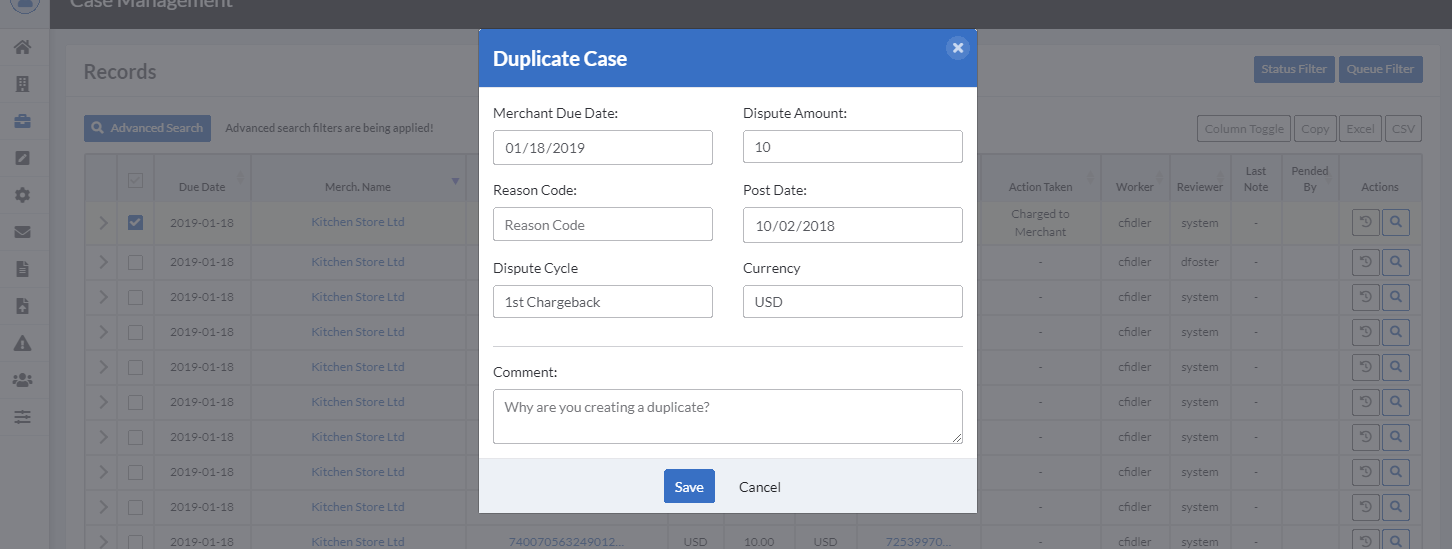 Case Management
Records
Status Filter
Queue Filter
Advanced Search
Advanced search filters are being applied!
Column Toggle
Copy
Excel
CSV
Due Date
Merch. Name
Action Taken
Worker
Reviewer
Last
Note
Pended
By
Actions
2019-01-18 Kitchen Store Ltd Charged to
Merchant cfidler system - -
2019-01-18 Kitchen Store Ltd - cfidler dfoster - -
2019-01-18 Kitchen Store Ltd - cfidler system - -
2019-01-18 Kitchen Store Ltd - cfidler system - -
2019-01-18 Kitchen Store Ltd - cfidler system - -
2019-01-18 Kitchen Store Ltd - cfidler system - -
2019-01-18 Kitchen Store Ltd - cfidler system - -
2019-01-18 Kitchen Store Ltd - cfidler system - -
2019-01-18 Kitchen Store Ltd - cfidler system - -
2019-01-18 Kitchen Store Ltd 740070563249012... USD 10.00 USD 72539970... - cfidler system - -
Duplicate Case
Merchant Due Date:
01/18/2019
Dispute Amount:
10
Reason Code:
Reason Code
Post Date:
10/02/2018
Dispute Cycle
1st Chargeback
Currency
USD
Comment:
Why are you creating a duplicate?
Save
Cancel